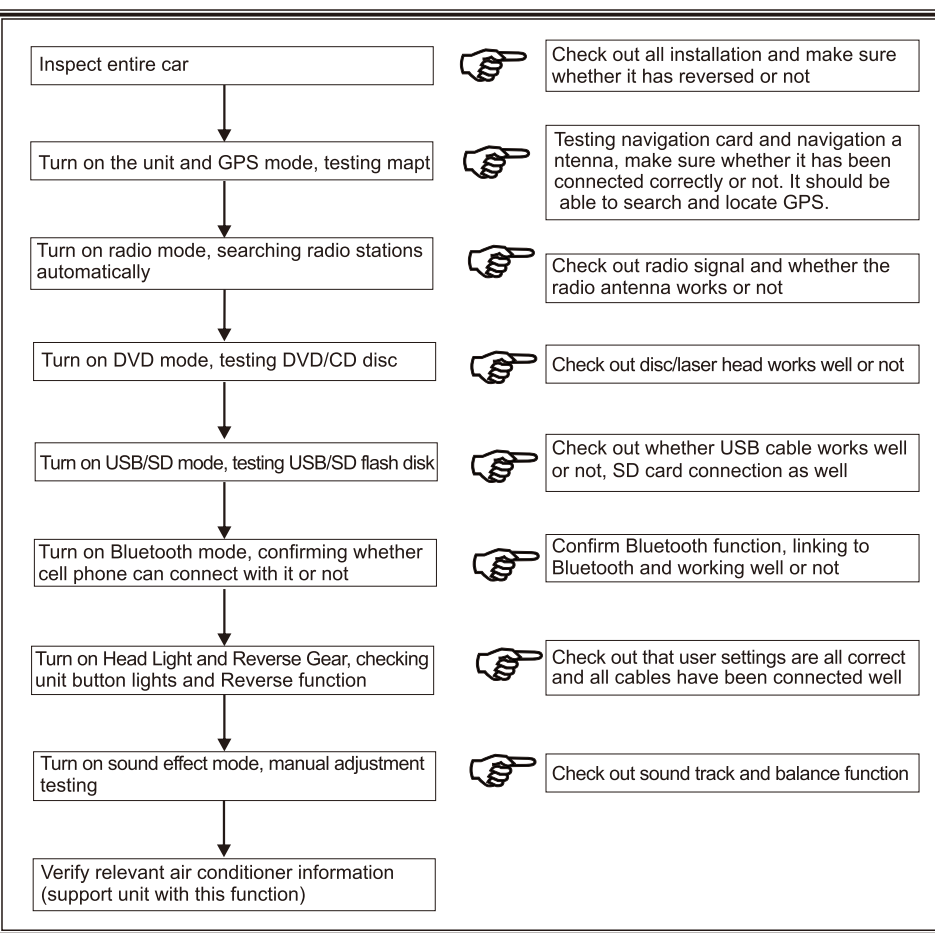 Inspect entire car
Check out all installation and make sure
whether it has reversed or not
Turn on the unit and GPS mode, testing mapt
Testing navigation card and navigation a
ntenna, make sure whether it has been
connected correctly or not. It should be
able to search and locate GPS.
Turn on radio mode, searching radio stations
automatically
Check out radio signal and whether the
radio antenna works or not
Turn on DVD mode, testing DVD/CD disc
Check out disc/laser head works well or not
Turn on USB/SD mode, testing USB/SD flash disk
Check out whether USB cable works well
or not, SD card connection as well
Turn on Bluetooth mode, confirming whether
cell phone can connect with it or not
Confirm Bluetooth function, linking to
Bluetooth and working well or not
Turn on Head Light and Reverse Gear, checking
unit button lights and Reverse function
Check out that user settings are all correct
and all cables have been connected well
Turn on sound effect mode, manual adjustment
testing
Check out sound track and balance function
Verify relevant air conditioner information
(support unit with this function)